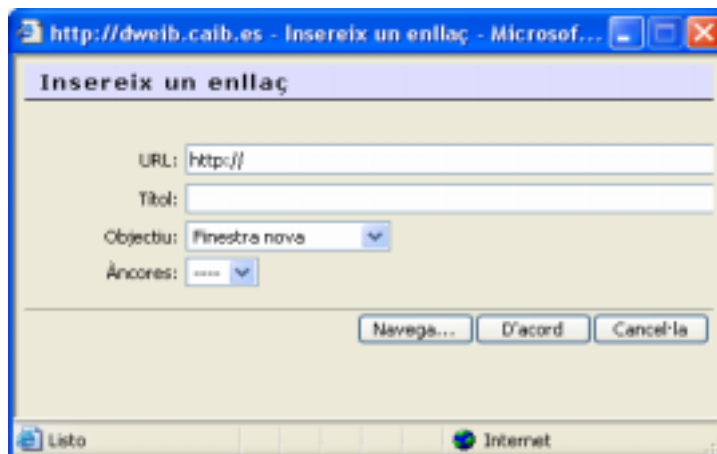 http://dweib.caib.es - Insereix un enllaç - Microsof...
Insereix un enllaç
URL: http://
Títol:
Objectiu: Finestra nova
Àncores: ----
Navega... D'acord Cancel·la
Listo Internet